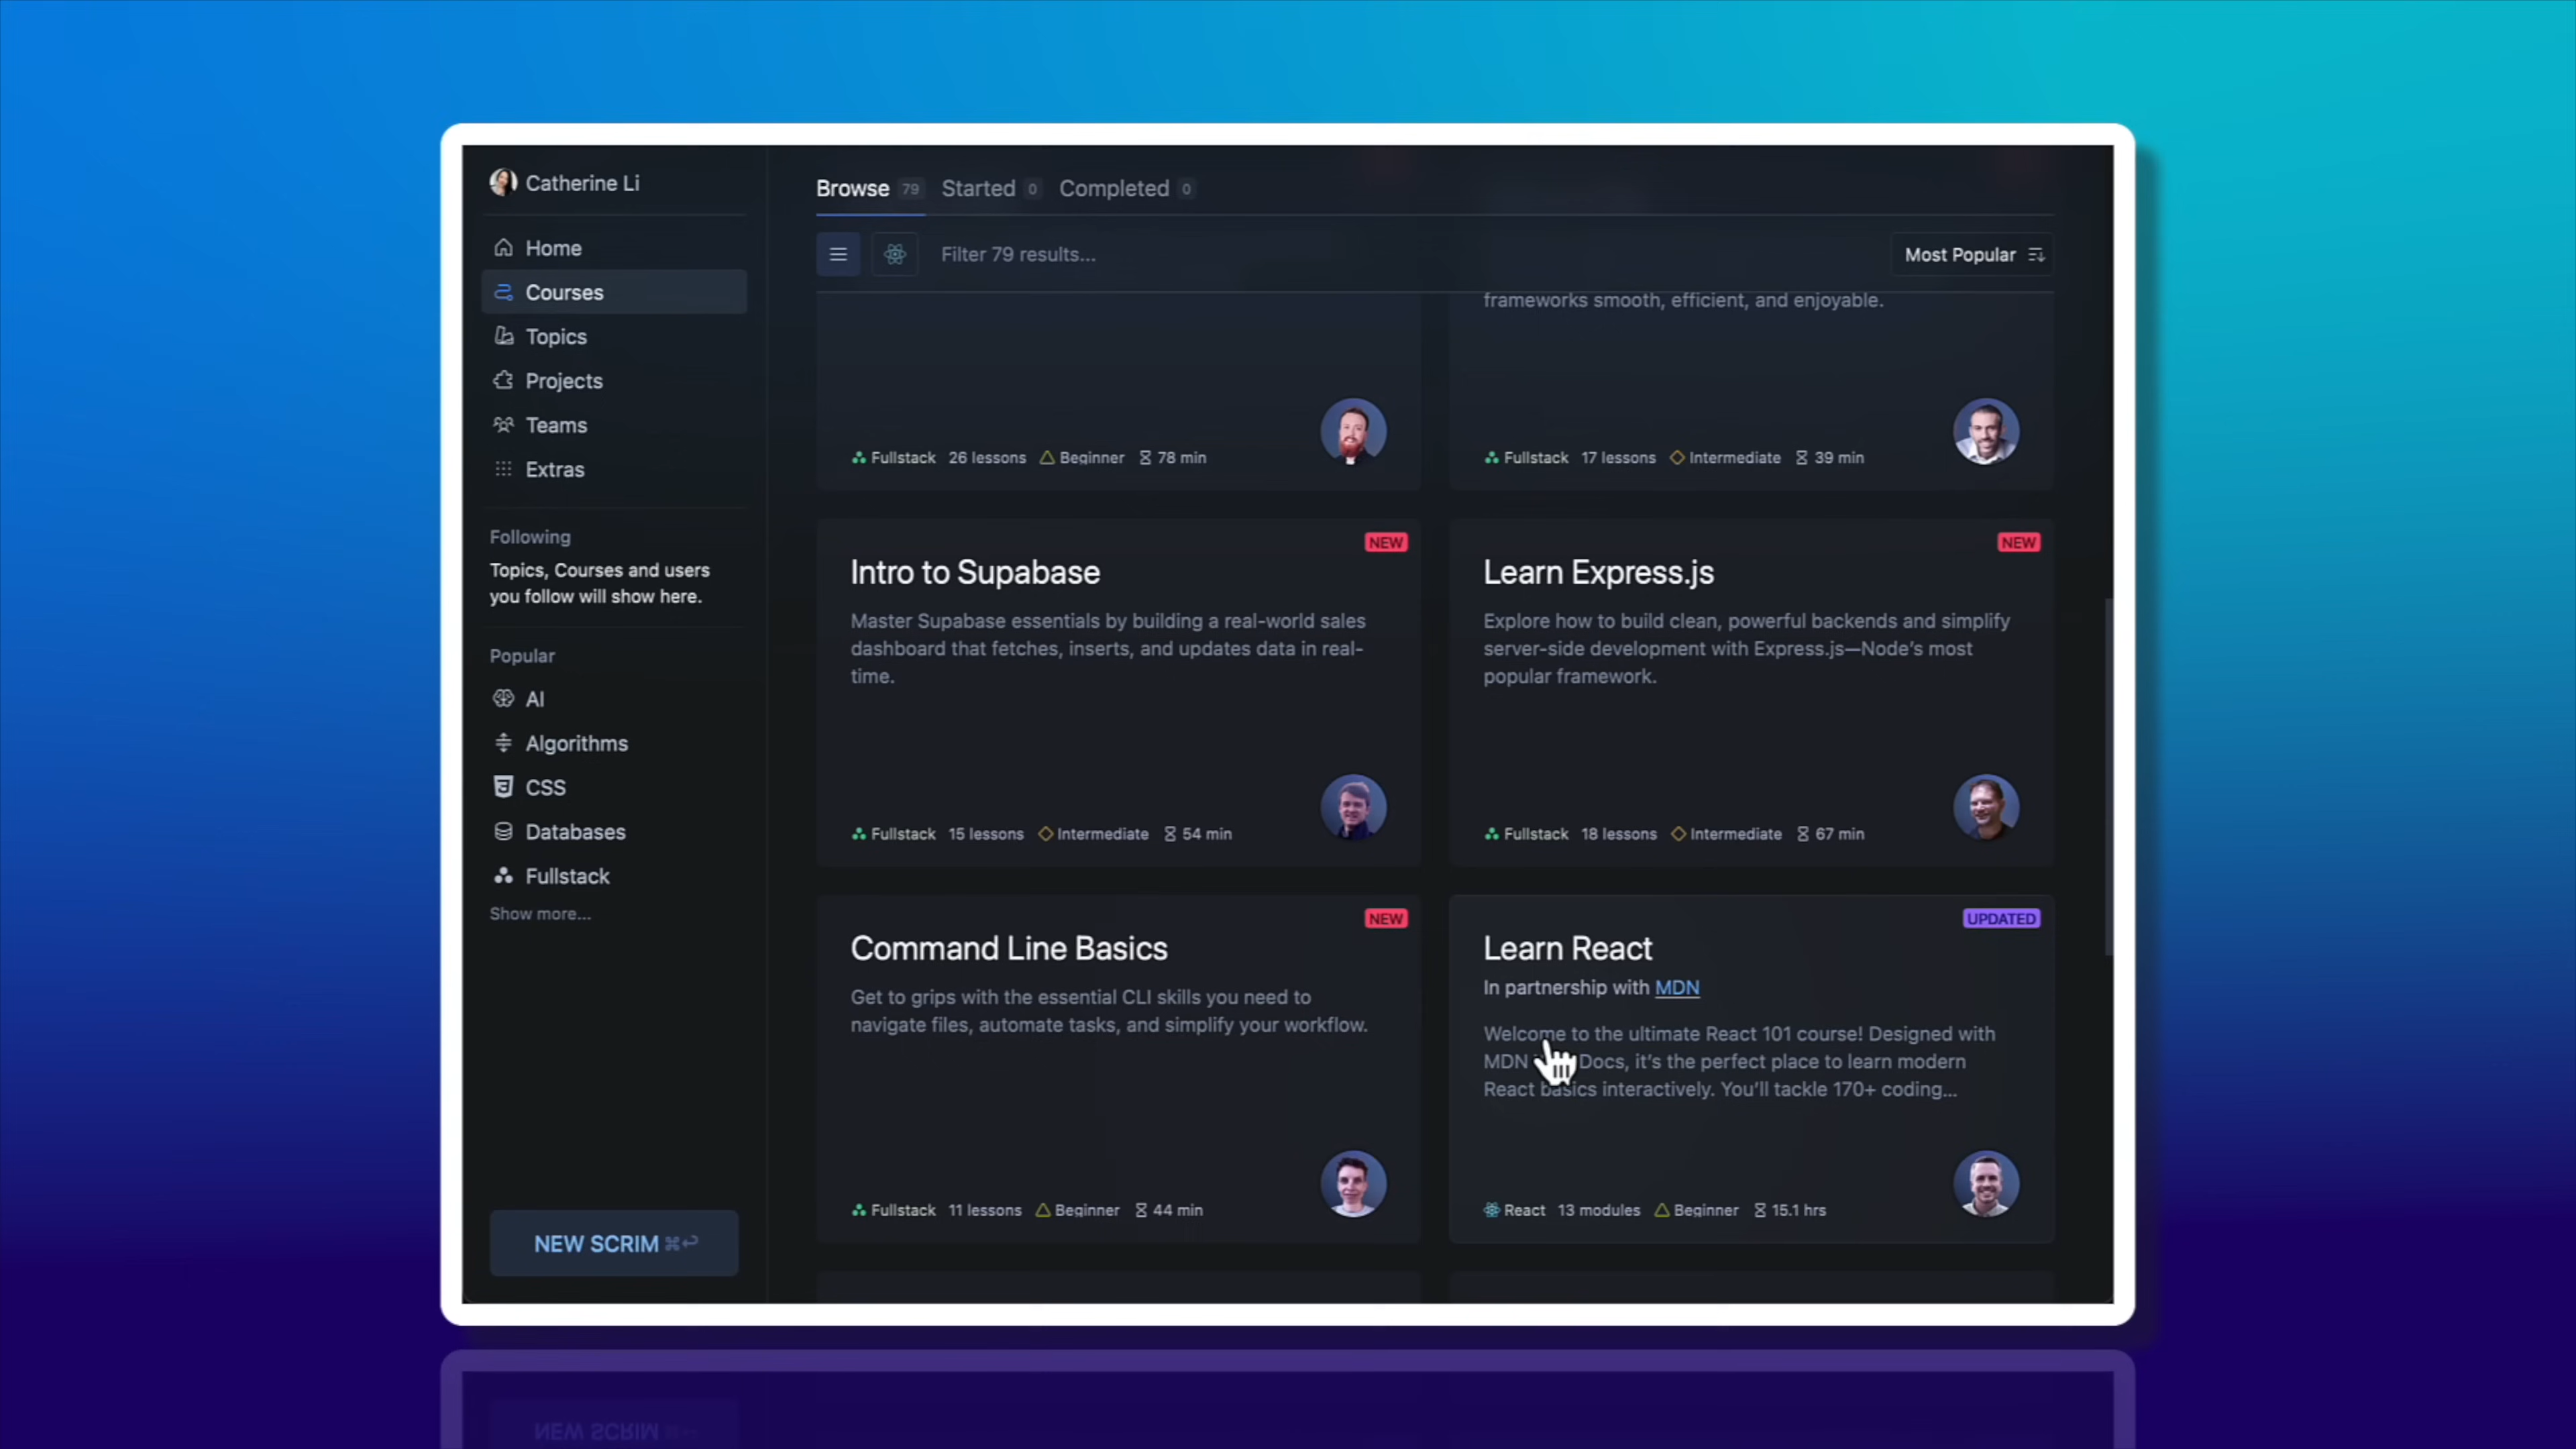 Catherine Li
Home
Courses
Topics
Projects
Teams
Extras
Following
Topics, Courses and users
you follow will show here.
Popular
AI
Algorithms
CSS
Databases
Fullstack
Show more...
NEW SCRIM ⌘↩
Browse 79 Started 0 Completed 0
Filter 79 results...
Most Popular
frameworks smooth, efficient, and enjoyable.
Fullstack 26 lessons Beginner 78 min
Fullstack 17 lessons Intermediate 39 min
NEW
Intro to Supabase
Master Supabase essentials by building a real-world sales
dashboard that fetches, inserts, and updates data in real-
time.
Fullstack 15 lessons Intermediate 54 min
NEW
Learn Express.js
Explore how to build clean, powerful backends and simplify
server-side development with Express.js—Node's most
popular framework.
Fullstack 18 lessons Intermediate 67 min
NEW
Command Line Basics
Get to grips with the essential CLI skills you need to
navigate files, automate tasks, and simplify your workflow.
Fullstack 11 lessons Beginner 44 min
UPDATED
Learn React
In partnership with MDN
Welcome to the ultimate React 101 course! Designed with
MDN Docs, it's the perfect place to learn modern
React basics interactively. You'll tackle 170+ coding...
React 13 modules Beginner 15.1 hrs
NEW SCRIM